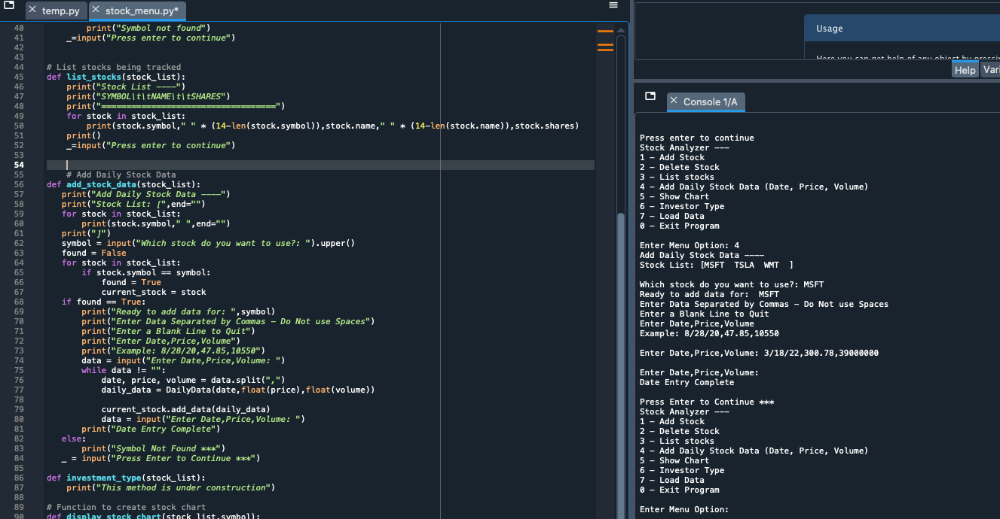 temp.py
stock_menu.py*
40 print("Symbol not found")
41 _=input("Press enter to continue")
42
43
44 # List stocks being tracked
45 def list_stocks(stock_list):
46 print("Stock List ----")
47 print("SYMBOL\t\tNAME\t\tSHARES")
48 print("===================================")
49 for stock in stock_list:
50 print(stock.symbol," " * (14-len(stock.symbol)),stock.name," " * (14-len(stock.name)),stock.shares)
51 print()
52 _=input("Press enter to continue")
53
54
55 # Add Daily Stock Data
56 def add_stock_data(stock_list):
57 print("Add Daily Stock Data ----")
58 print("Stock List: [",end="")
59 for stock in stock_list:
60 print(stock.symbol," ",end="")
61 print("]")
62 symbol = input("Which stock do you want to use?: ").upper()
63 found = False
64 for stock in stock_list:
65 if stock.symbol == symbol:
66 found = True
67 current_stock = stock
68 if found == True:
69 print("Ready to add data for: ",symbol)
70 print("Enter Data Separated by Commas - Do Not use Spaces")
71 print("Enter a Blank Line to Quit")
72 print("Enter Date,Price,Volume")
73 print("Example: 8/28/20,47.85,10550")
74 data = input("Enter Date,Price,Volume: ")
75 while data != "":
76 date, price, volume = data.split(",")
77 daily_data = DailyData(date,float(price),float(volume))
78
79 current_stock.add_data(daily_data)
80 data = input("Enter Date,Price,Volume: ")
81 print("Date Entry Complete")
82 else:
83 print("Symbol Not Found ***")
84 _ = input("Press Enter to Continue ***")
85
86 def investment_type(stock_list):
87 print("This method is under construction")
88
89 # Function to create stock chart
90 def display_stock_chart(stock_list,symbol):
Usage
Here you can get help of any object by pressing
Help
Vari
Console 1/A
Press enter to continue
Stock Analyzer ---
1 - Add Stock
2 - Delete Stock
3 - List stocks
4 - Add Daily Stock Data (Date, Price, Volume)
5 - Show Chart
6 - Investor Type
7 - Load Data
0 - Exit Program
Enter Menu Option: 4
Add Daily Stock Data ----
Stock List: [MSFT  TSLA  WMT  ]
Which stock do you want to use?: MSFT
Ready to add data for:  MSFT
Enter Data Separated by Commas - Do Not use Spaces
Enter a Blank Line to Quit
Enter Date,Price,Volume
Example: 8/28/20,47.85,10550
Enter Date,Price,Volume: 3/18/22,300.78,39000000
Enter Date,Price,Volume:
Date Entry Complete
Press Enter to Continue ***
Stock Analyzer ---
1 - Add Stock
2 - Delete Stock
3 - List stocks
4 - Add Daily Stock Data (Date, Price, Volume)
5 - Show Chart
6 - Investor Type
7 - Load Data
0 - Exit Program
Enter Menu Option: